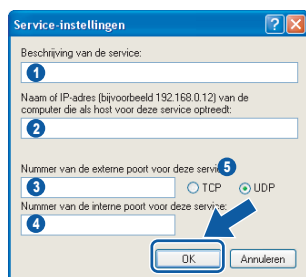 Service-instellingen
Beschrijving van de service:
1
Naam of IP-adres (bijvoorbeeld 192.168.0.12) van de
computer die als host voor deze service optreedt:
2
Nummer van de externe poort voor deze servi 5
3 TCP UDP
Nummer van de interne poort voor deze service:
4
OK Annuleren